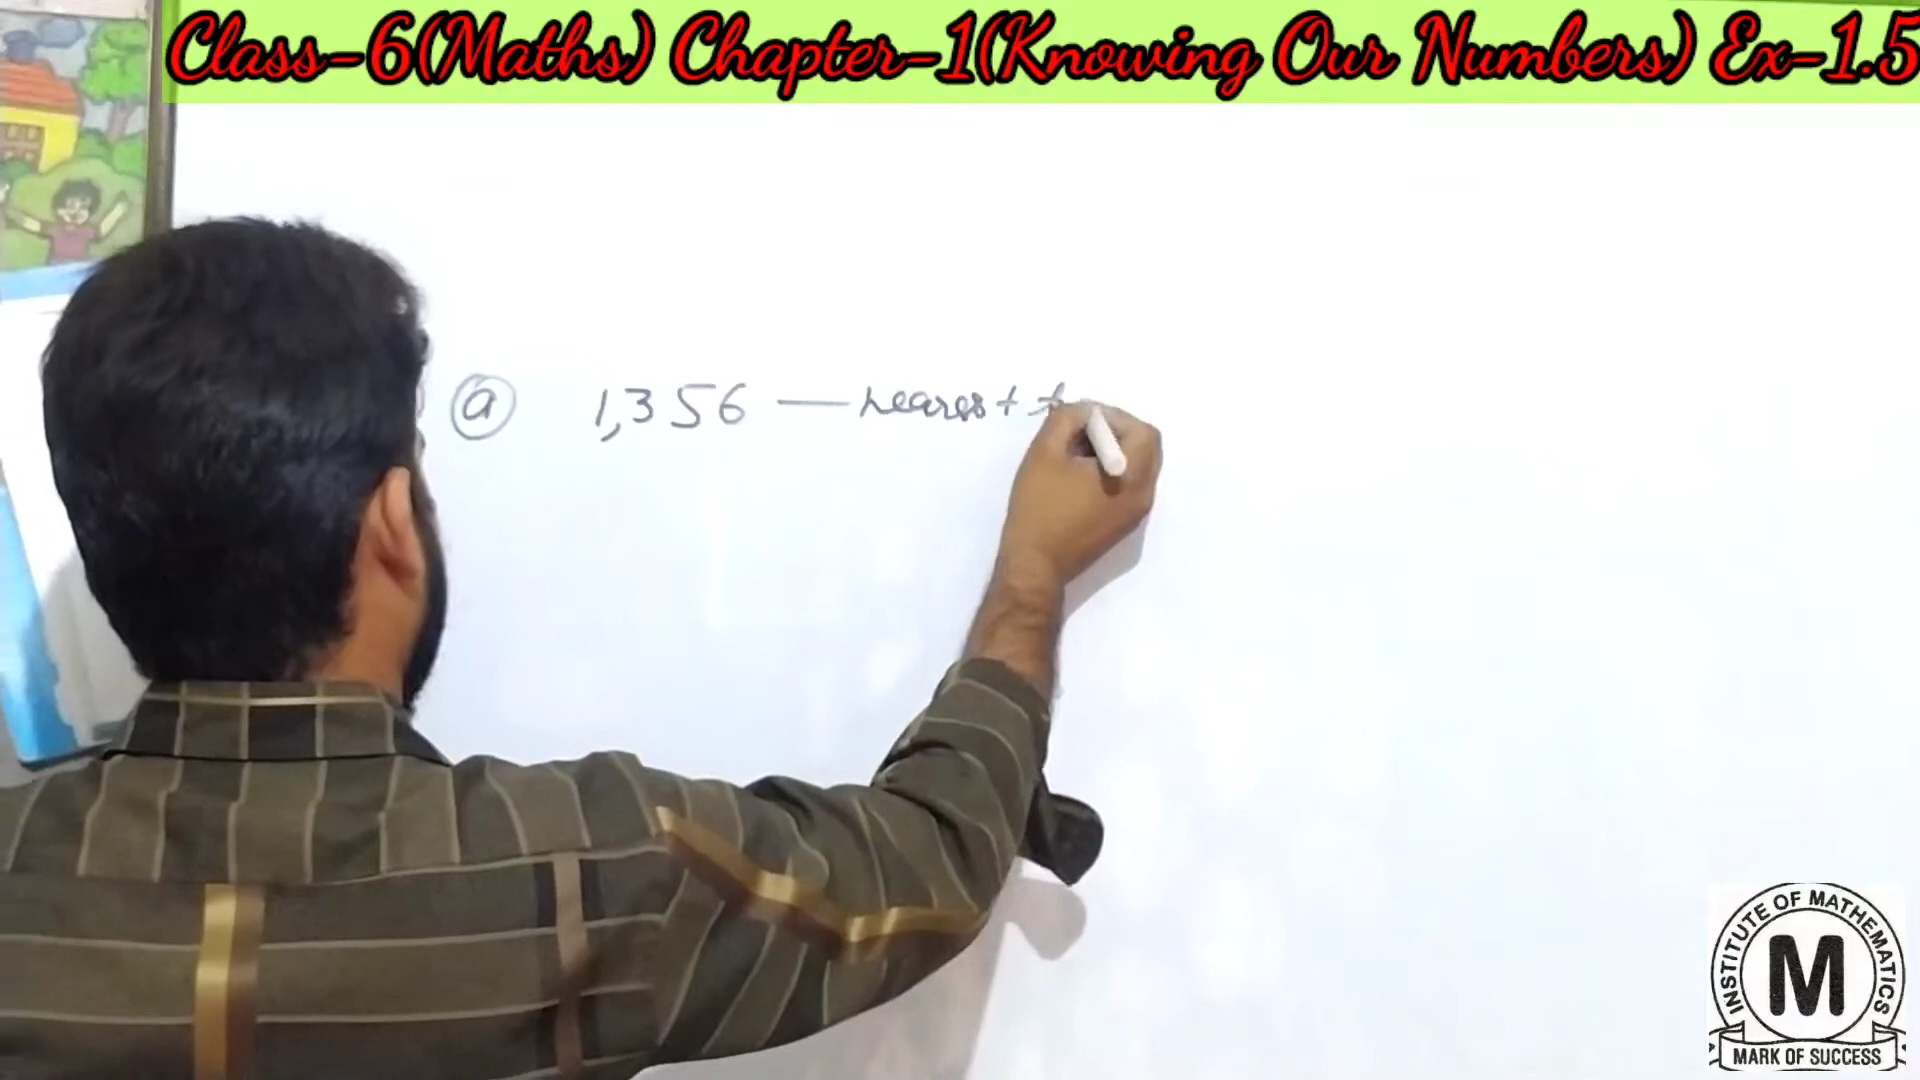 Class-6(Maths) Chapter-1(Knowing Our Numbers) Ex-1.5
a 1,356 — nearest
INSTITUTE OF MATHEMATICS
M
MARK OF SUCCESS